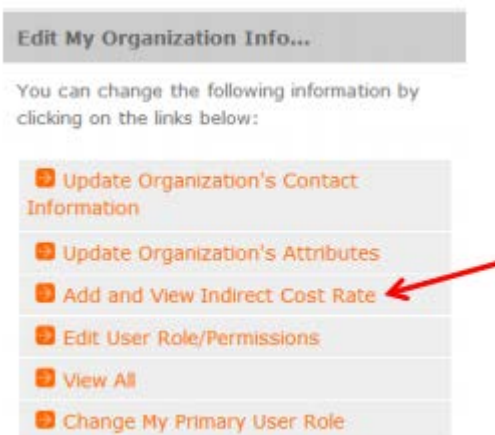 Edit My Organization Info...
You can change the following information by
clicking on the links below:
Update Organization's Contact
Information
Update Organization's Attributes
Add and View Indirect Cost Rate
Edit User Role/Permissions
View All
Change My Primary User Role